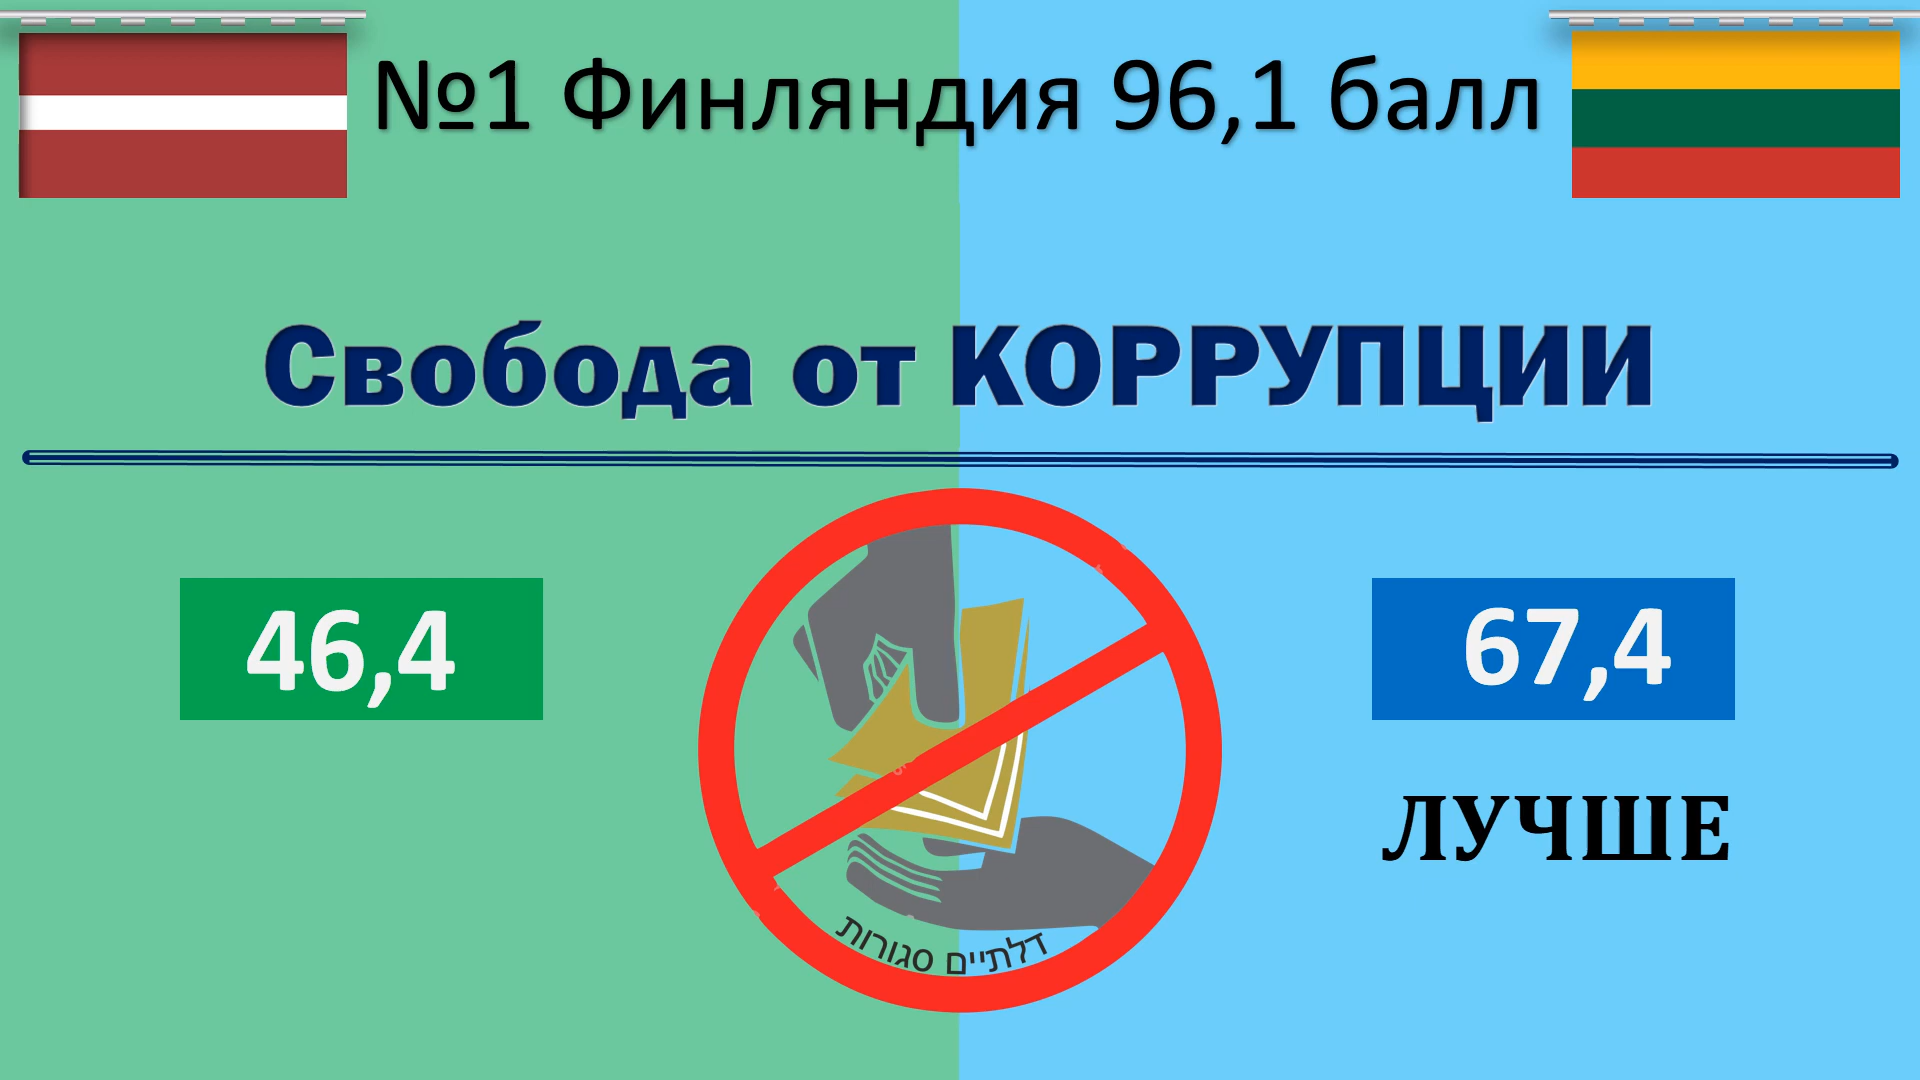 №1 Финляндия 96,1 балл
Свобода от КОРРУПЦИИ
46,4
67,4
ЛУЧШЕ
דלתיים סגורות